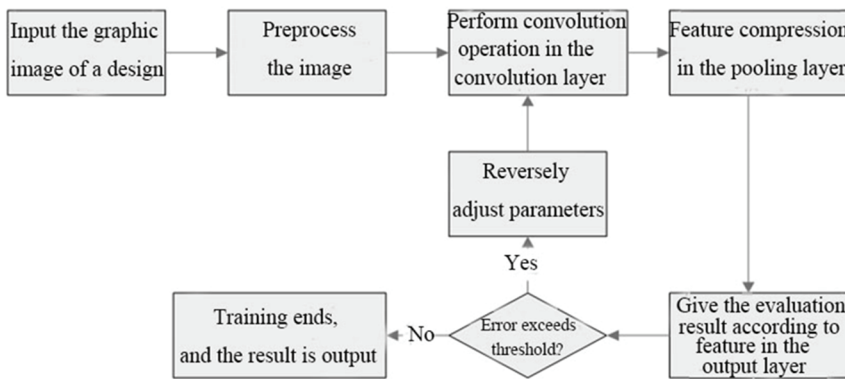 Input the graphic
image of a design
Preprocess
the image
Perform convolution
operation in the
convolution layer
Feature compression
in the pooling layer
Reversely
adjust parameters
Yes
Give the evaluation
result according to
feature in the
output layer
Error exceeds
threshold?
No
Training ends,
and the result is output